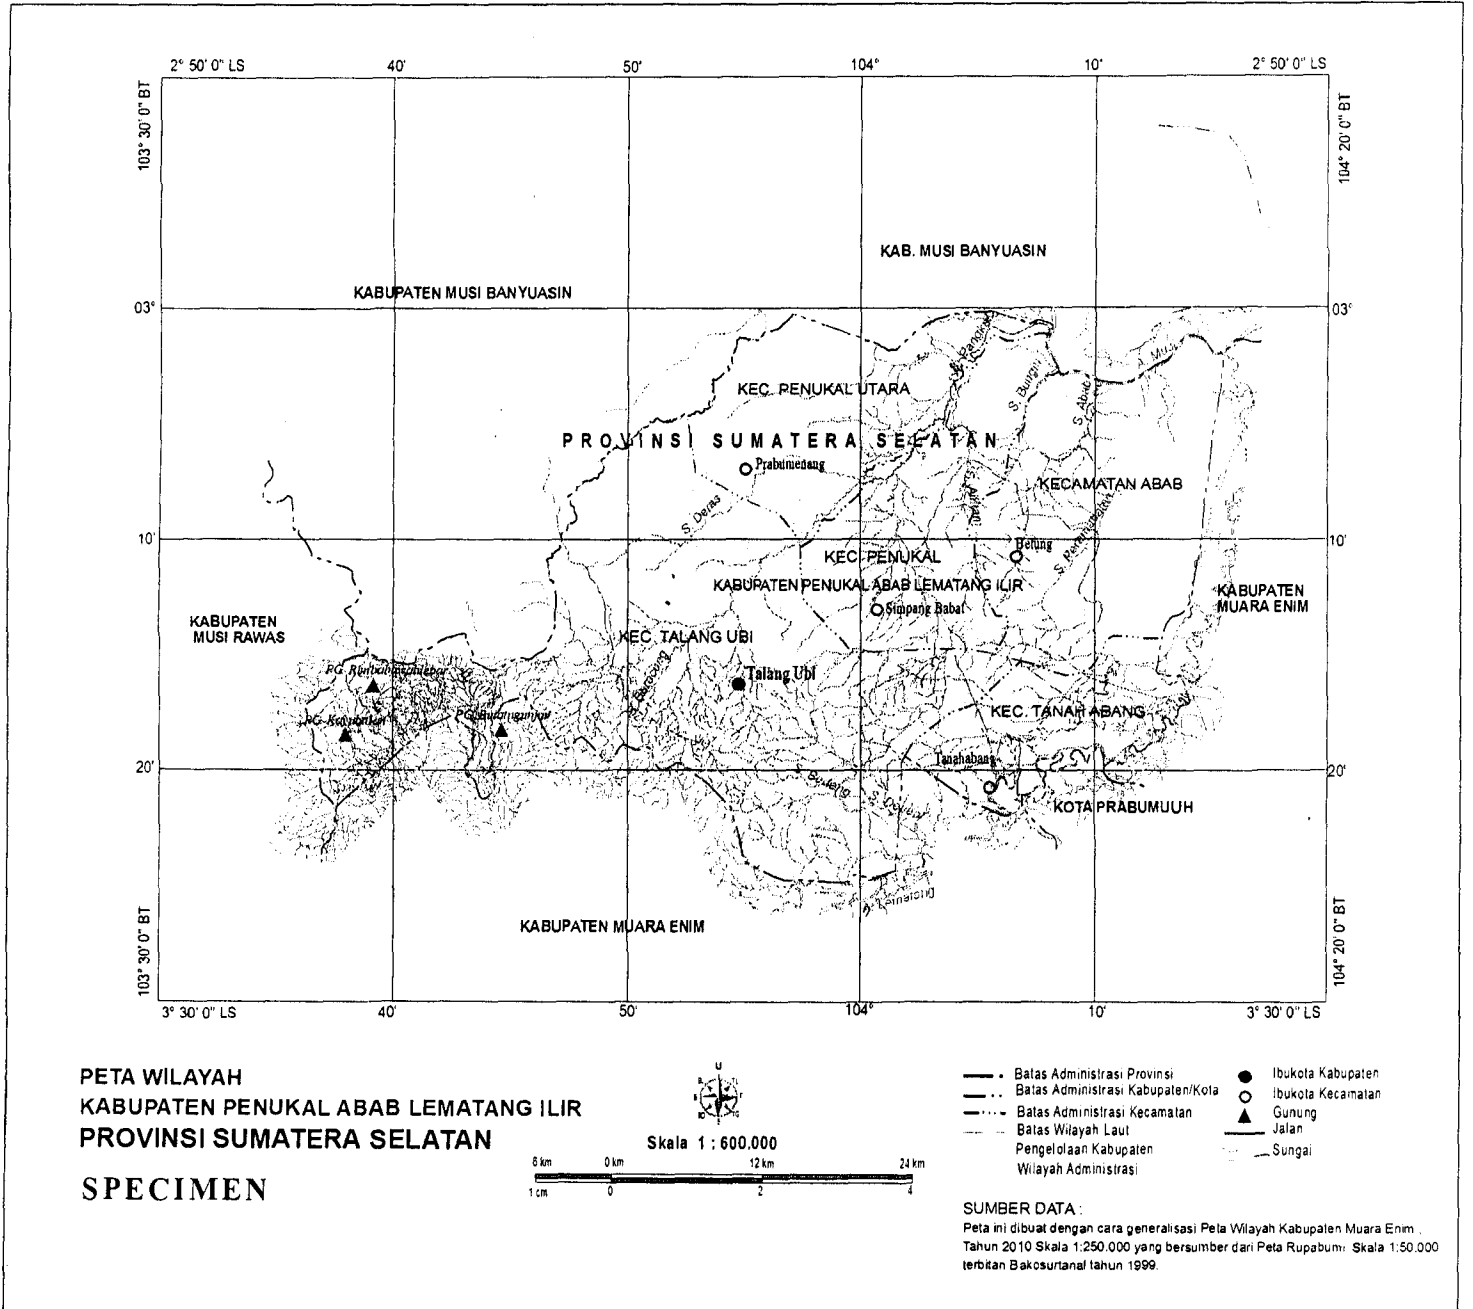 2° 50' 0" LS
40'
50'
104°
10'
2° 50' 0" LS
103° 30' 0" BT
104° 20' 0" BT
KAB. MUSI BANYUASIN
KABUPATEN MUSI BANYUASIN
03°
03°
S. Musi
KEC. PENUKAL UTARA
S. Bungin
S. Abab
PROVINSI SUMATERA SELATAN
Prabumenang
KECAMATAN ABAB
S. Deras
10'
10'
KEC. PENUKAL
Betung
KABUPATEN PENUKAL ABAB LEMATANG ILIR
KABUPATEN
MUARA ENIM
Simpang Babat
KABUPATEN
MUSI RAWAS
KEC. TALANG UBI
Talang Ubi
KEC. TANAH ABANG
Tanahabang
20'
20'
KOTA PRABUMUUH
KABUPATEN MUARA ENIM
103° 30' 0" BT
104° 20' 0" BT
3° 30' 0" LS
40'
50'
104°
10'
3° 30' 0" LS
PETA WILAYAH
KABUPATEN PENUKAL ABAB LEMATANG ILIR
PROVINSI SUMATERA SELATAN
SPECIMEN
U
Skala 1 : 600.000
6 km 0 km 12 km 24 km
1 cm 0 2 4
Batas Administrasi Provinsi
Batas Administrasi Kabupaten/Kota
Batas Administrasi Kecamatan
Batas Wilayah Laut
Pengelolaan Kabupaten
Wilayah Administrasi
Ibukota Kabupaten
Ibukota Kecamatan
Gunung
Jalan
Sungai
SUMBER DATA :
Peta ini dibuat dengan cara generalisasi Peta Wilayah Kabupaten Muara Enim
Tahun 2010 Skala 1:250.000 yang bersumber dari Peta Rupabumi Skala 1:50.000
terbitan Bakosurtanal tahun 1999.